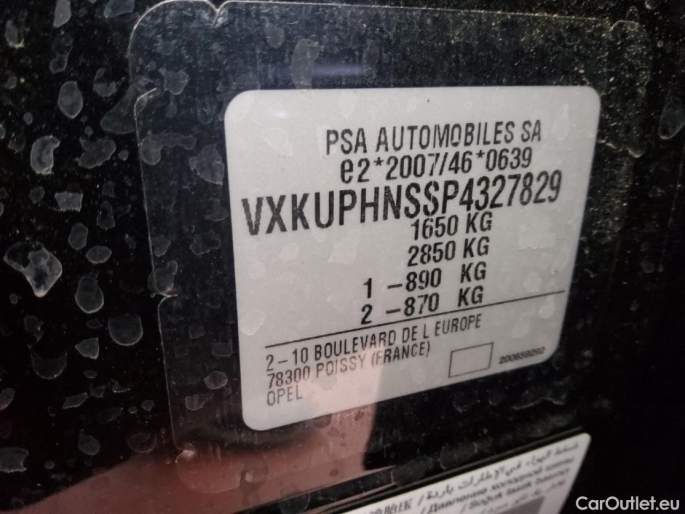 PSA AUTOMOBILES SA
e2*2007/46*0639
VXKUPHNSSP4327829
1650 KG
2850 KG
1 -890 KG
2 -870 KG
2-10 BOULEVARD DE L EUROPE
78300 POISSY (FRANCE)
OPEL
CarOutlet.eu